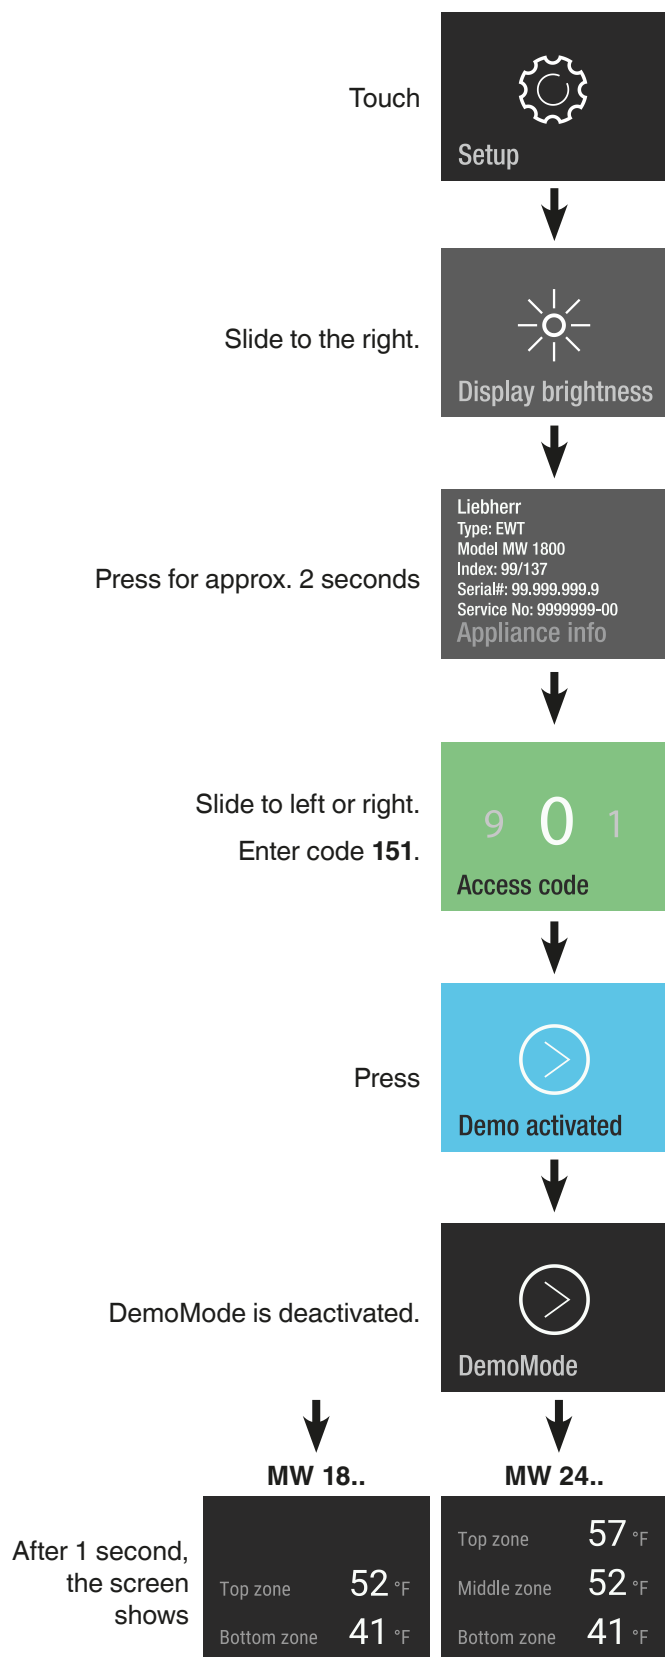 Touch
Setup
Slide to the right.
Display brightness
Press for approx. 2 seconds
Liebherr
Type: EWT
Model MW 1800
Index: 99/137
Serial#: 99.999.999.9
Service No: 9999999-00
Appliance info
Slide to left or right.
Enter code 151.
9 0 1
Access code
Press
Demo activated
DemoMode is deactivated.
DemoMode
MW 18..
MW 24..
After 1 second,
the screen
shows
Top zone 52 °F
Bottom zone 41 °F
Top zone 57 °F
Middle zone 52 °F
Bottom zone 41 °F